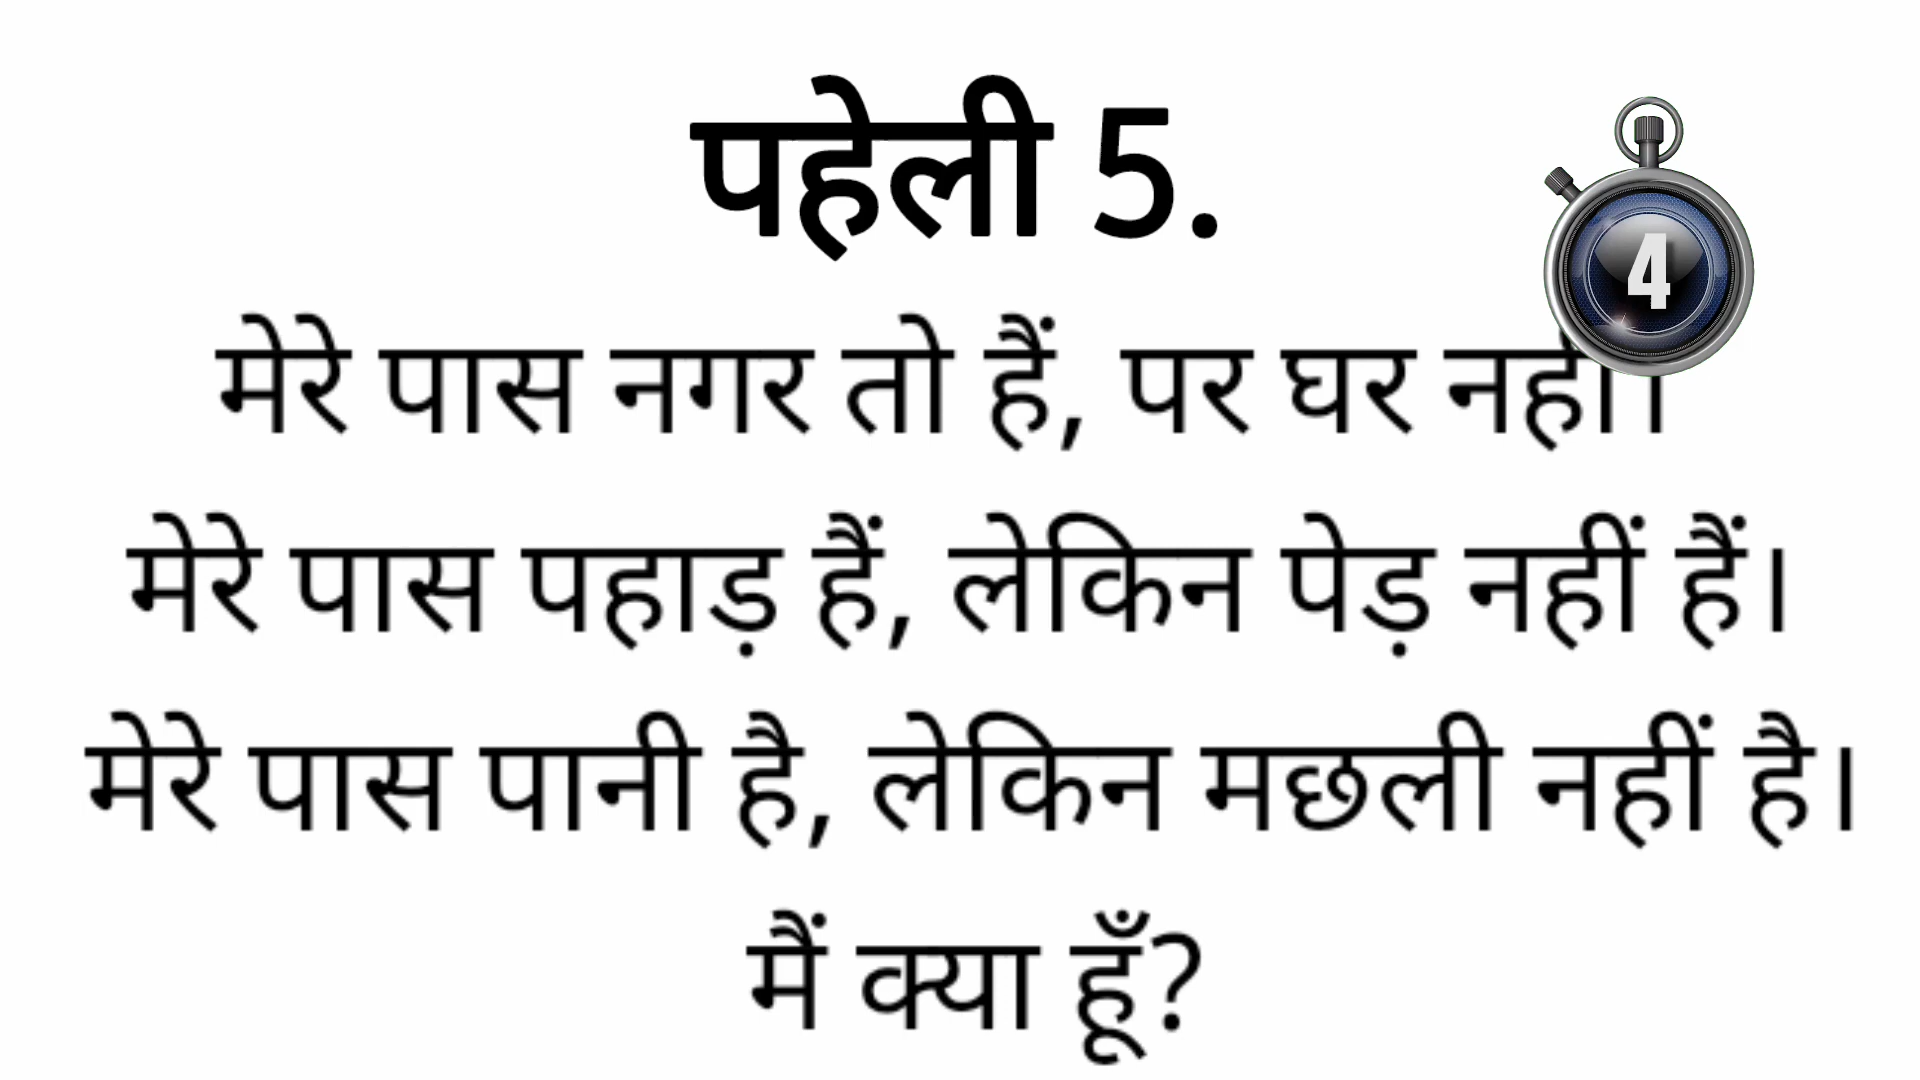 पहेली 5.
4
मेरे पास नगर तो हैं, पर घर नहीं।
मेरे पास पहाड़ हैं, लेकिन पेड़ नहीं हैं।
मेरे पास पानी है, लेकिन मछली नहीं है।
मैं क्या हूँ?